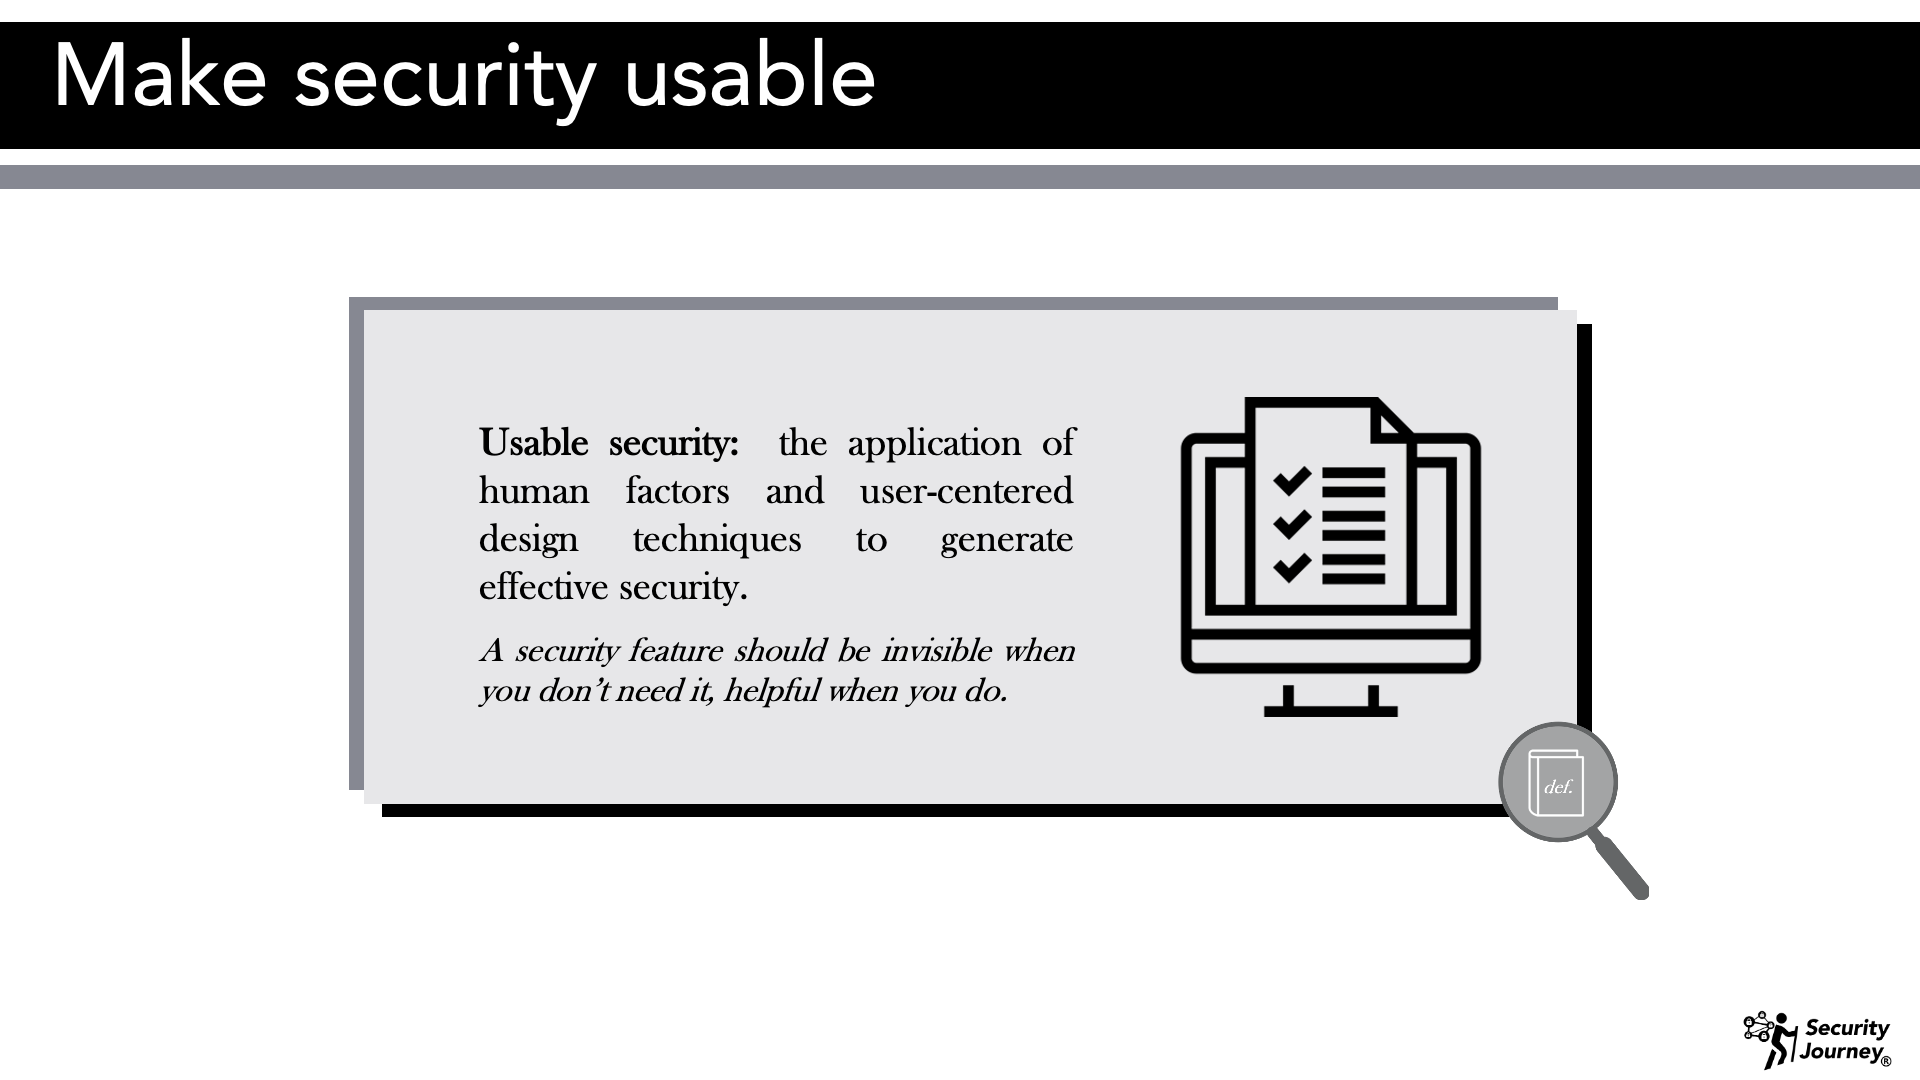 Make security usable
Usable security: the application of
human factors and user-centered
design techniques to generate
effective security.
A security feature should be invisible when
you don’t need it, helpful when you do.
def.
Security
Journey®